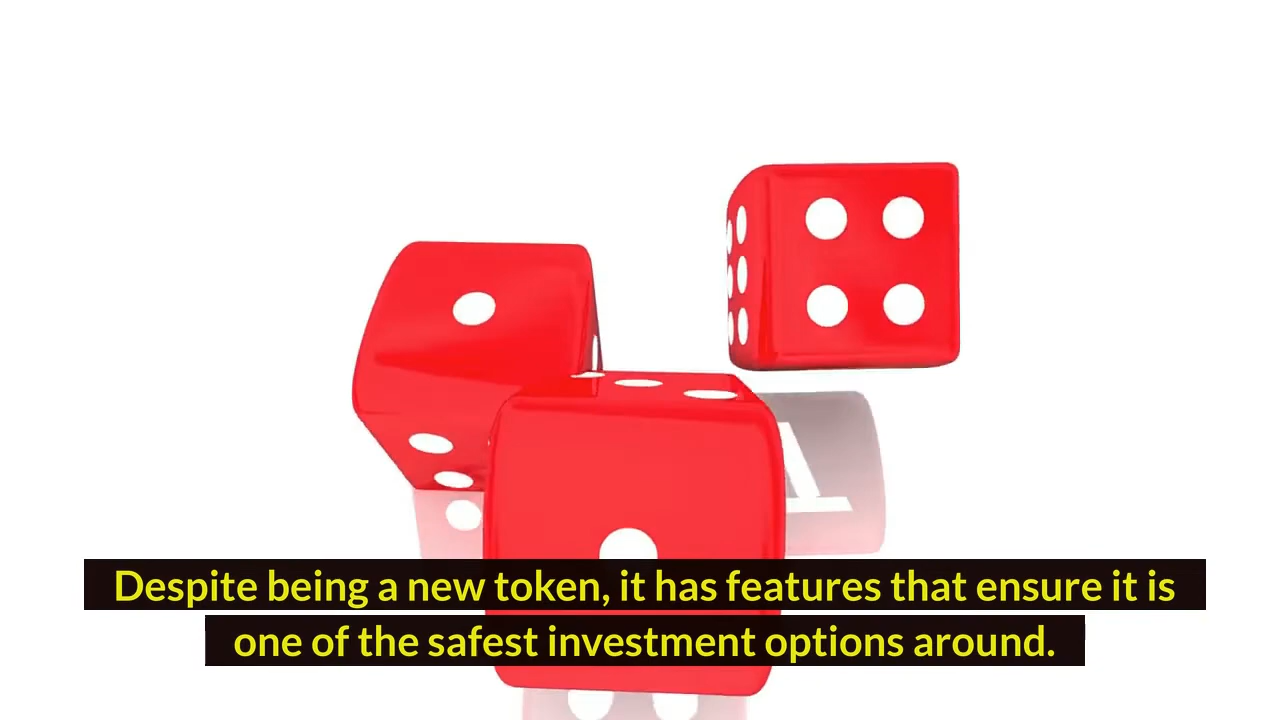 Despite being a new token, it has features that ensure it is
one of the safest investment options around.